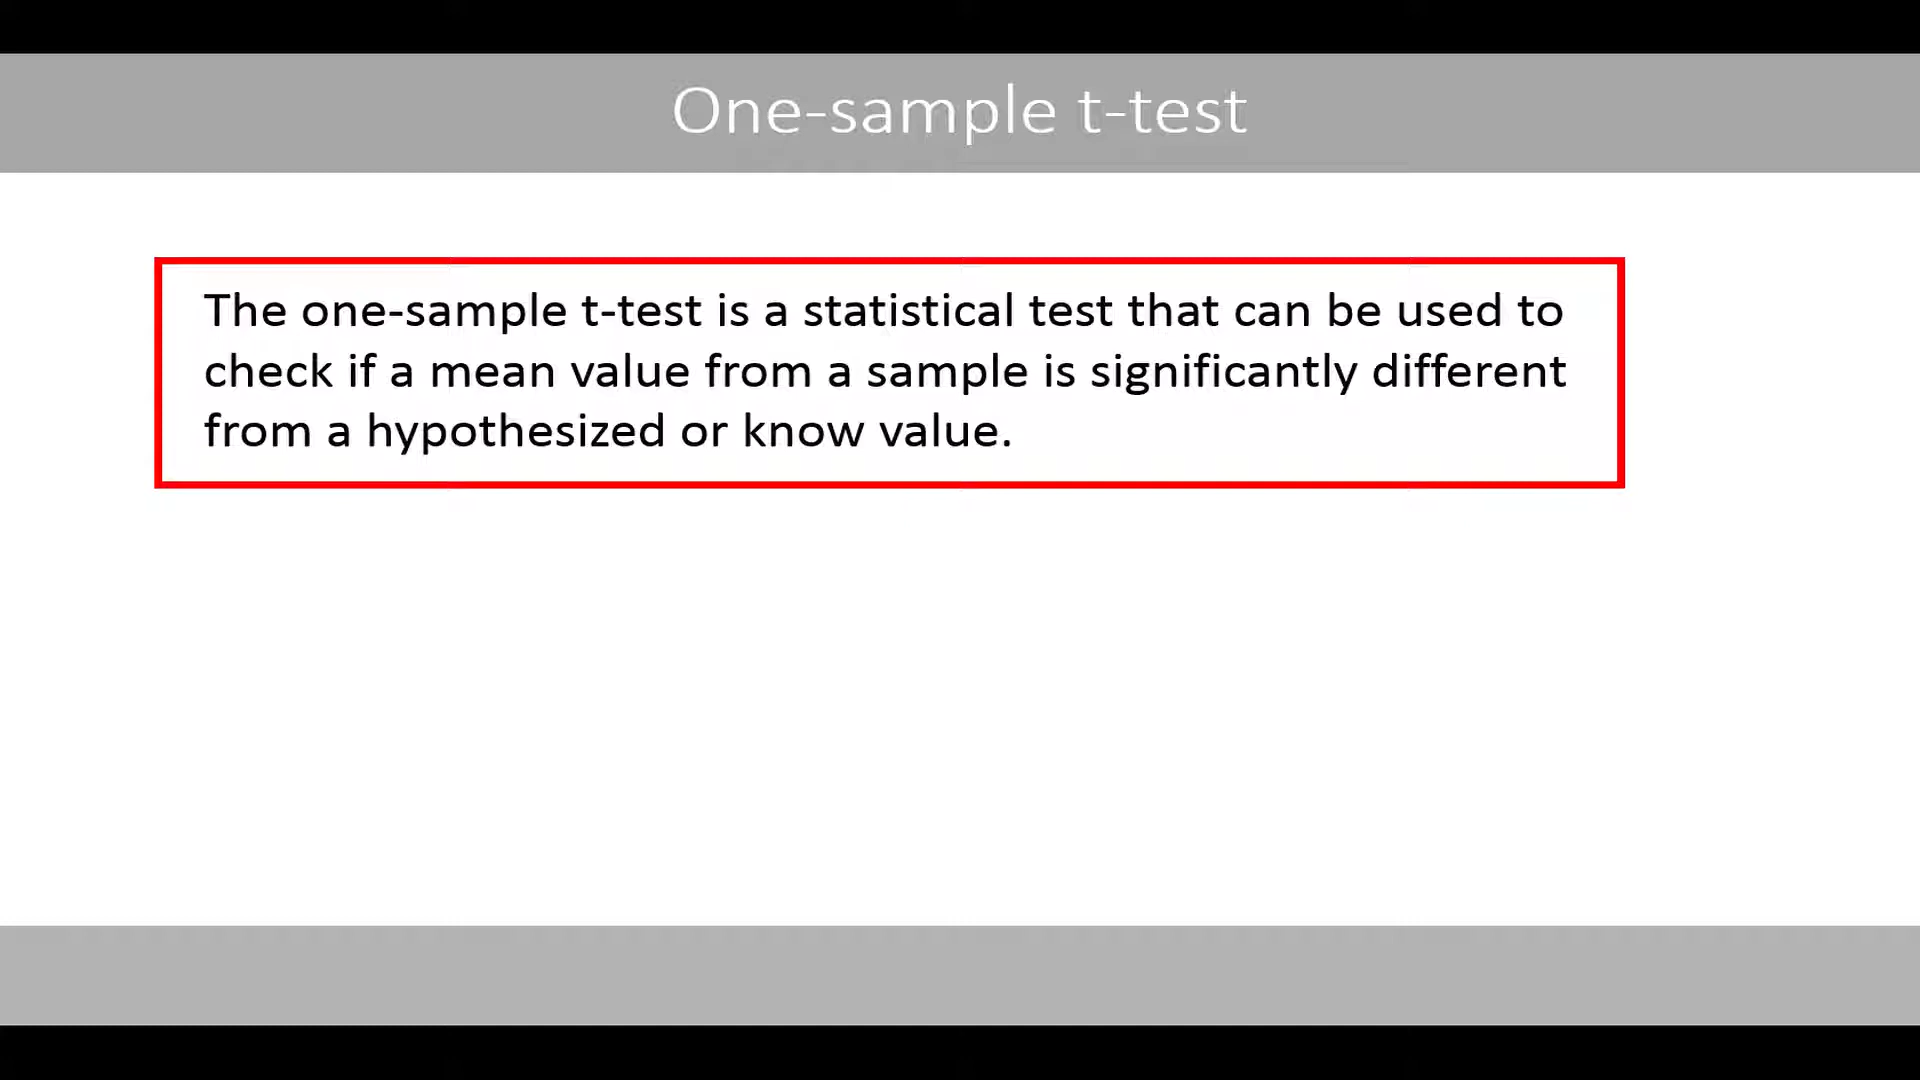 One-sample t-test
The one-sample t-test is a statistical test that can be used to
check if a mean value from a sample is significantly different
from a hypothesized or know value.